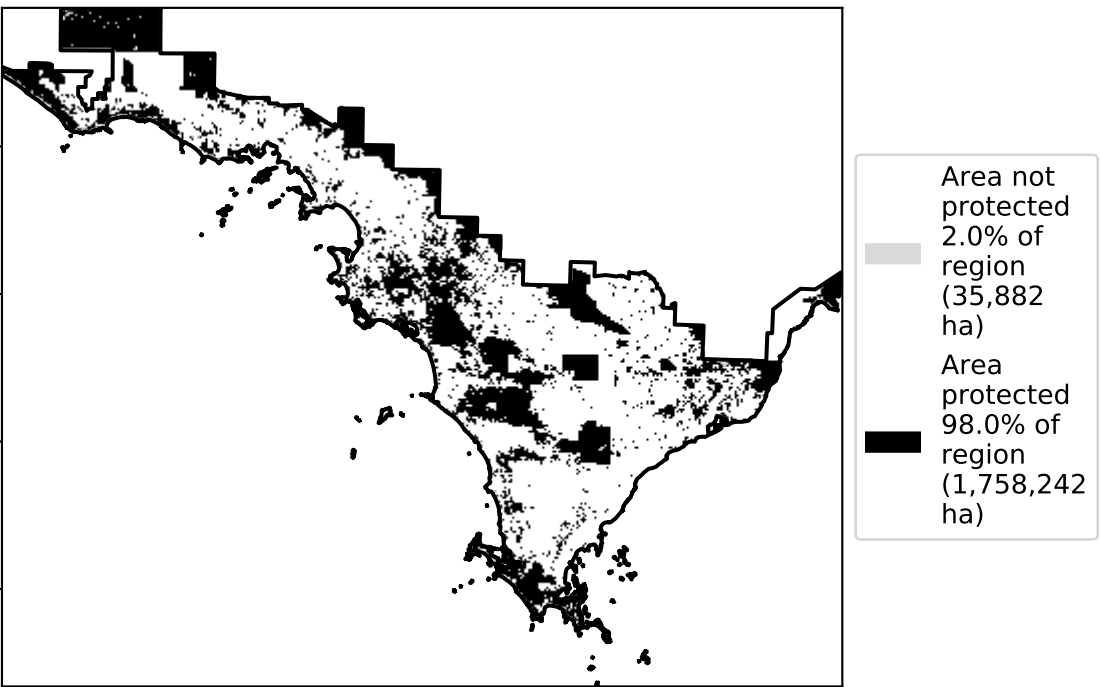 Area not
protected
2.0% of
region
(35,882
ha)
Area
protected
98.0% of
region
(1,758,242
ha)